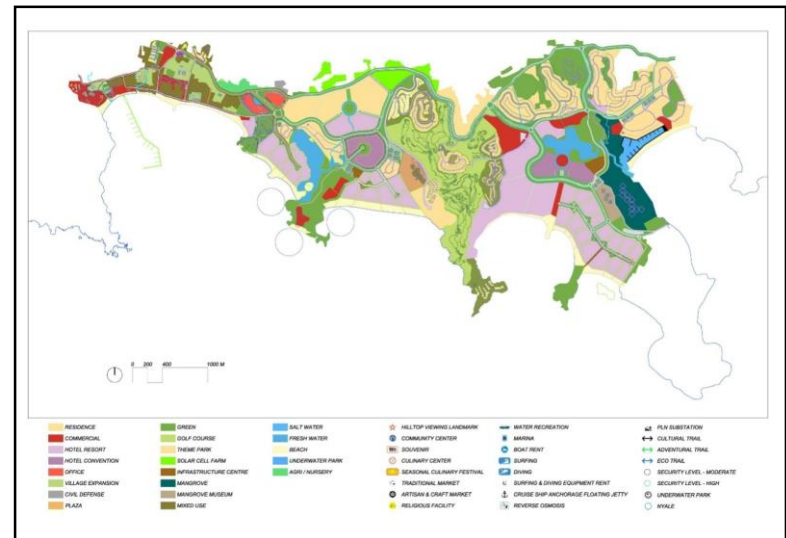 0 200 400 1000 M
RESIDENCE
COMMERCIAL
HOTEL RESORT
HOTEL CONVENTION
OFFICE
VILLAGE EXPANSION
CIVIL DEFENSE
PLAZA
GREEN
GOLF COURSE
THEME PARK
SOLAR CELL FARM
INFRASTRUCTURE CENTRE
MANGROVE
MANGROVE MUSEUM
MIXED USE
SALT WATER
FRESH WATER
BEACH
UNDERWATER PARK
AGRI / NURSERY
HILLTOP VIEWING LANDMARK
COMMUNITY CENTER
SOUVENIR
CULINARY CENTER
SEASONAL CULINARY FESTIVAL
TRADITIONAL MARKET
ARTISAN & CRAFT MARKET
RELIGIOUS FACILITY
WATER RECREATION
MARINA
BOAT RENT
SURFING
DIVING
SURFING & DIVING EQUIPMENT RENT
CRUISE SHIP ANCHORAGE FLOATING JETTY
REVERSE OSMOSIS
PLN SUBSTATION
CULTURAL TRAIL
ADVENTURAL TRAIL
ECO TRAIL
SECURITY LEVEL - MODERATE
SECURITY LEVEL - HIGH
UNDERWATER PARK
NYALE